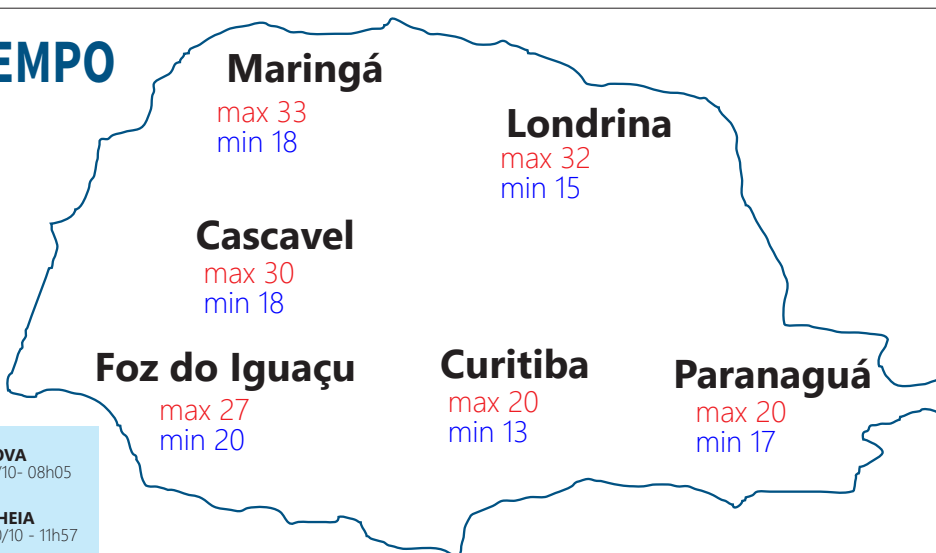 EMPO
Maringá
max 33
min 18
Londrina
max 32
min 15
Cascavel
max 30
min 18
Foz do Iguaçu
max 27
min 20
Curitiba
max 20
min 13
Paranaguá
max 20
min 17
OVA
/10- 08h05
HEIA
/10 - 11h57